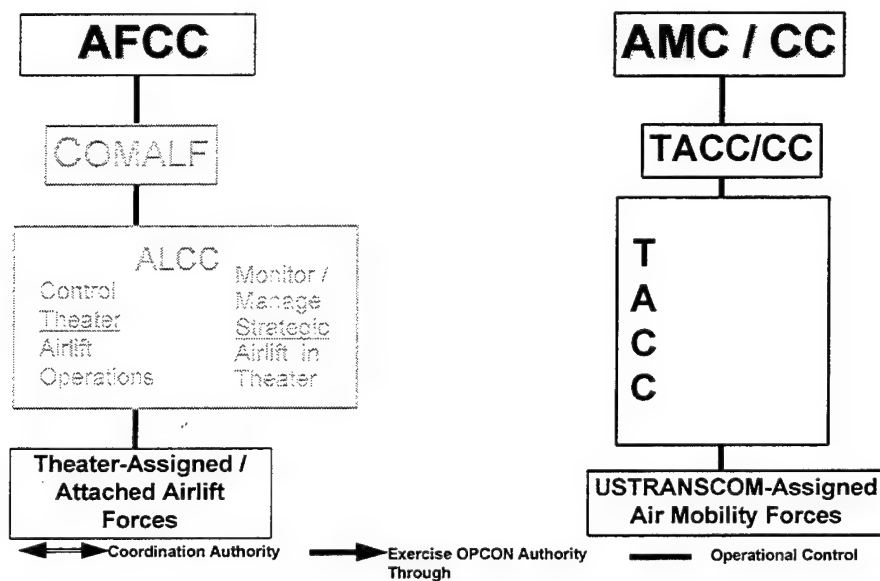 AFCC
COMALF
ALCC
Control
Theater
Airlift
Operations
Monitor /
Manage
Strategic
Airlift in
Theater
Theater-Assigned /
Attached Airlift
Forces
AMC / CC
TACC/CC
T
A
C
C
USTRANSCOM-Assigned
Air Mobility Forces
Coordination Authority
Exercise OPCON Authority
Through
Operational Control